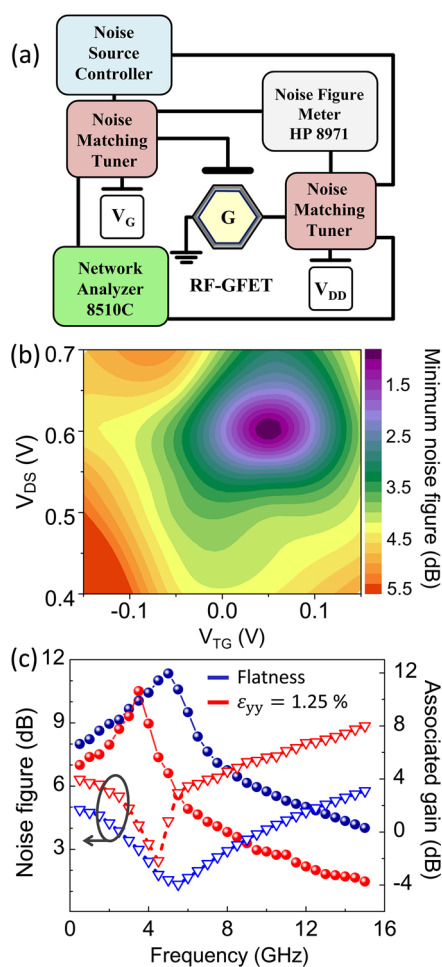 (a)
Noise
Source
Controller
Noise
Matching
Tuner
Noise Figure
Meter
HP 8971
V_G
G
Noise
Matching
Tuner
Network
Analyzer
8510C
RF-GFET
V_DD
(b)
0.7
0.6
0.5
0.4
V_DS (V)
-0.1
0.0
0.1
V_TG (V)
1.5
2.5
3.5
4.5
5.5
Minimum noise figure
(dB)
(c)
12
9
6
3
Noise figure (dB)
Flatness
ε_yy = 1.25 %
12
8
4
0
-4
Associated gain (dB)
0
4
8
12
16
Frequency (GHz)